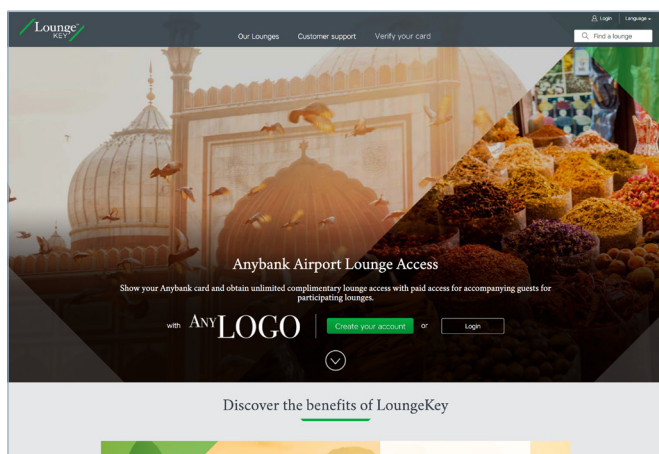 Lounge™
KEY
Login
Language
Our Lounges
Customer support
Verify your card
Find a lounge
Anybank Airport Lounge Access
Show your Anybank card and obtain unlimited complimentary lounge access with paid access for accompanying guests for
participating lounges.
with
ANYLOGO
Create your account
or
Login
Discover the benefits of LoungeKey